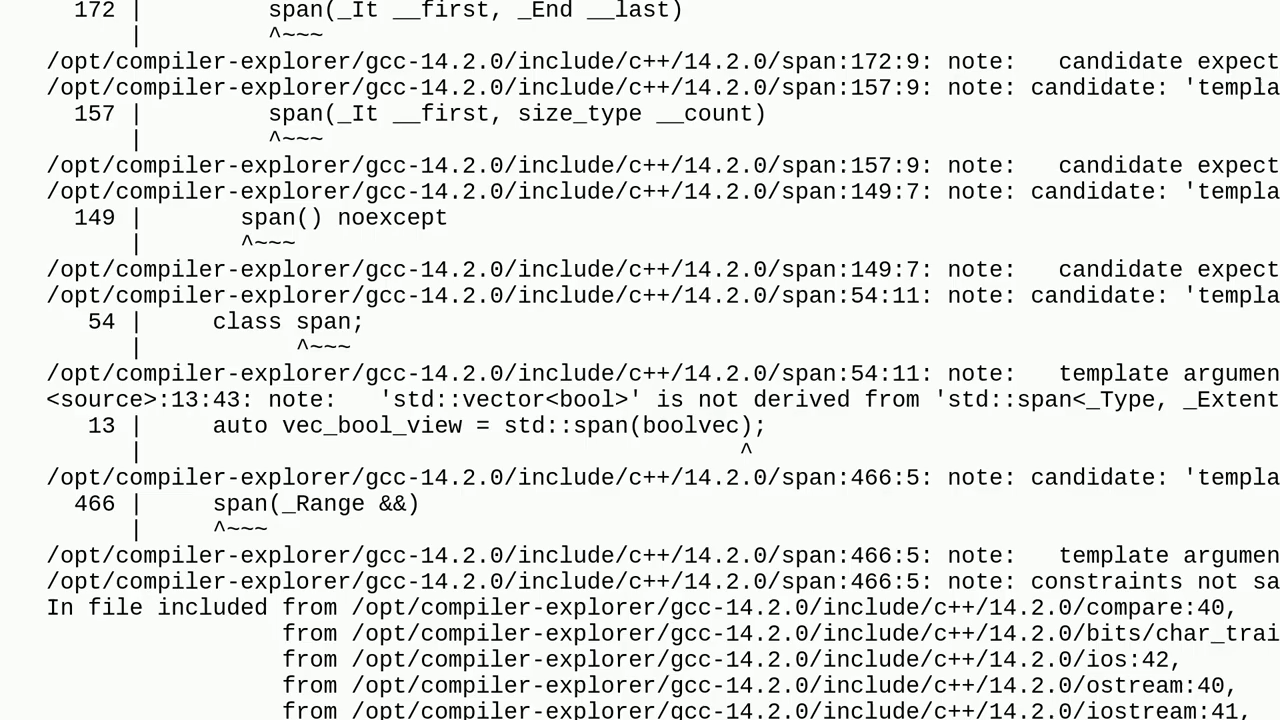 172 | span(_It __first, _End __last)
| ^~~~
/opt/compiler-explorer/gcc-14.2.0/include/c++/14.2.0/span:172:9: note:   candidate expect
/opt/compiler-explorer/gcc-14.2.0/include/c++/14.2.0/span:157:9: note: candidate: 'templa
157 | span(_It __first, size_type __count)
| ^~~~
/opt/compiler-explorer/gcc-14.2.0/include/c++/14.2.0/span:157:9: note:   candidate expect
/opt/compiler-explorer/gcc-14.2.0/include/c++/14.2.0/span:149:7: note: candidate: 'templa
149 | span() noexcept
| ^~~~
/opt/compiler-explorer/gcc-14.2.0/include/c++/14.2.0/span:149:7: note:   candidate expect
/opt/compiler-explorer/gcc-14.2.0/include/c++/14.2.0/span:54:11: note: candidate: 'templa
54 | class span;
| ^~~~
/opt/compiler-explorer/gcc-14.2.0/include/c++/14.2.0/span:54:11: note:   template argumen
<source>:13:43: note:   'std::vector<bool>' is not derived from 'std::span<_Type, _Extent
13 | auto vec_bool_view = std::span(boolvec);
| ^
/opt/compiler-explorer/gcc-14.2.0/include/c++/14.2.0/span:466:5: note: candidate: 'templa
466 | span(_Range &&)
| ^~~~
/opt/compiler-explorer/gcc-14.2.0/include/c++/14.2.0/span:466:5: note:   template argumen
/opt/compiler-explorer/gcc-14.2.0/include/c++/14.2.0/span:466:5: note: constraints not sa
In file included from /opt/compiler-explorer/gcc-14.2.0/include/c++/14.2.0/compare:40,
from /opt/compiler-explorer/gcc-14.2.0/include/c++/14.2.0/bits/char_trai
from /opt/compiler-explorer/gcc-14.2.0/include/c++/14.2.0/ios:42,
from /opt/compiler-explorer/gcc-14.2.0/include/c++/14.2.0/ostream:40,
from /opt/compiler-explorer/gcc-14.2.0/include/c++/14.2.0/iostream:41,